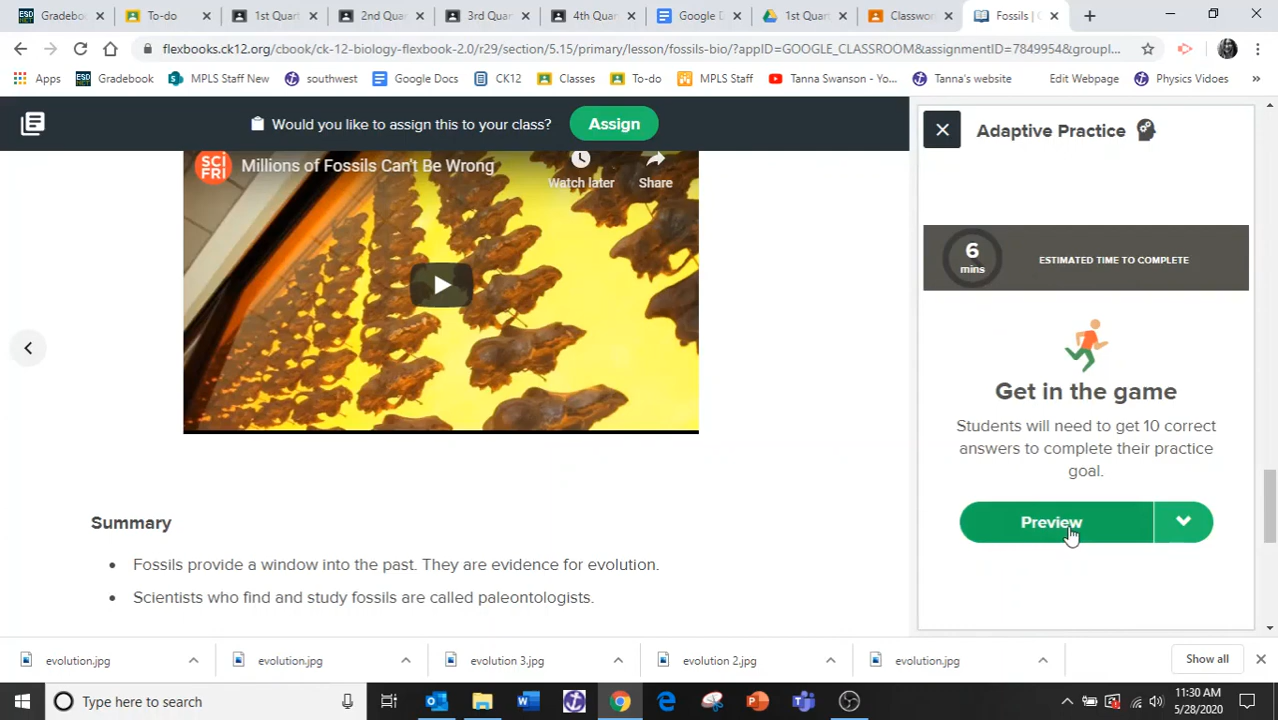 Gradeboo
To-do
1st Quar
2nd Qua
3rd Qua
4th Quar
Google D
1st Quart
Classwor
Fossils |
flexbooks.ck12.org/cbook/ck-12-biology-flexbook-2.0/r29/section/5.15/primary/lesson/fossils-bio/?appID=GOOGLE_CLASSROOM&assignmentID=7849954&groupI...
Apps
ESD Gradebook
MPLS Staff New
southwest
Google Docs
CK12
Classes
To-do
MPLS Staff
Tanna Swanson - Yo...
Tanna's website
Edit Webpage
Physics Vidoes
»
Would you like to assign this to your class?
Assign
Adaptive Practice
SCI FRI
Millions of Fossils Can't Be Wrong
Watch later
Share
6
mins
ESTIMATED TIME TO COMPLETE
Get in the game
Students will need to get 10 correct
answers to complete their practice
goal.
Preview
Summary
• Fossils provide a window into the past. They are evidence for evolution.
• Scientists who find and study fossils are called paleontologists.
evolution.jpg
evolution.jpg
evolution 3.jpg
evolution 2.jpg
evolution.jpg
Show all
Type here to search
11:30 AM
5/28/2020